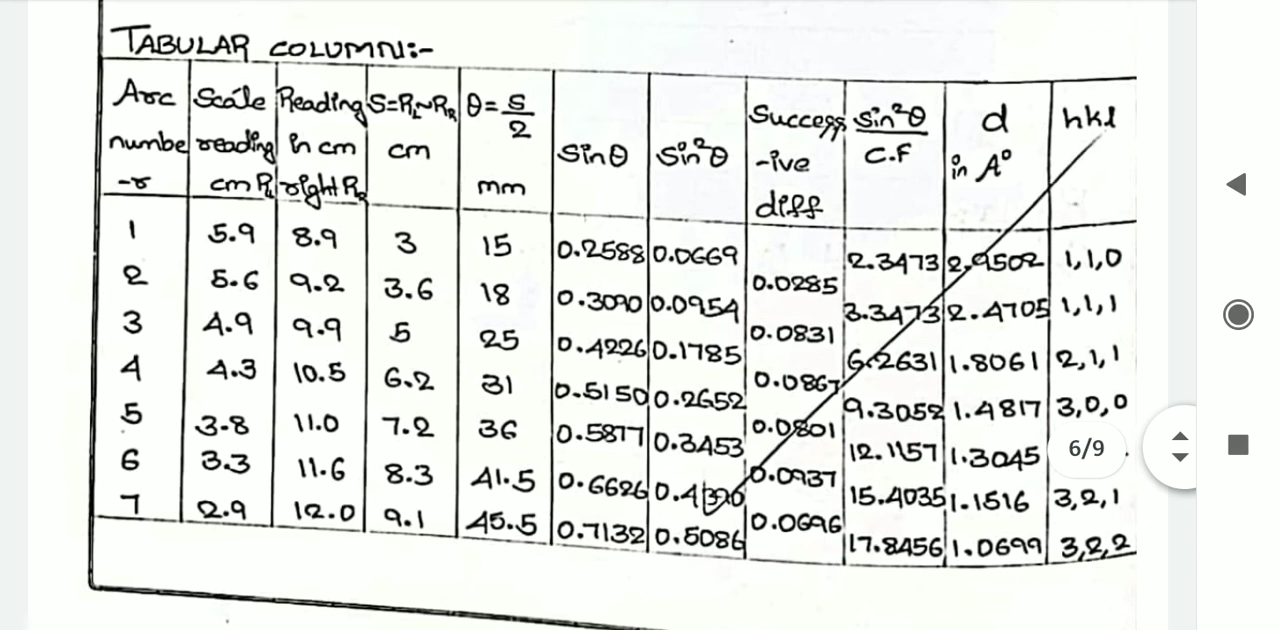 TABULAR COLUMN:-
Arc Scale Reading S=RL~RR θ=S/2 Sinθ Sin²θ Success sin²θ/C.F d hkl
numbe reading in cm cm mm -ive in A°
-r cm RL right RR diff
1 5.9 8.9 3 15 0.2588 0.0669 2.3473 2.9502 1,1,0
0.0285
2 5.6 9.2 3.6 18 0.3090 0.0954 3.3473 2.4705 1,1,1
0.0831
3 4.9 9.9 5 25 0.4226 0.1785 6.2631 1.8061 2,1,1
0.0867
4 4.3 10.5 6.2 31 0.5150 0.2652 9.3052 1.4817 3,0,0
0.0801
5 3.8 11.0 7.2 36 0.5877 0.3453 12.1157 1.3045
0.0937
6 3.3 11.6 8.3 41.5 0.6626 15.4035 1.1516 3,2,1
0.0696
7 2.9 12.0 9.1 45.5 0.7132 0.5086 17.8456 1.0699 3,2,2
6/9